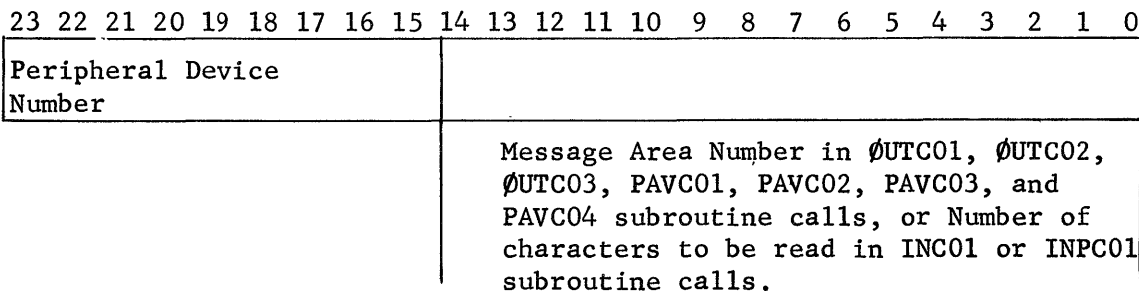 23 22 21 20 19 18 17 16 15 14 13 12 11 10 9 8 7 6 5 4 3 2 1 0
Peripheral Device
Number
Message Area Number in ØUTC01, ØUTC02,
ØUTC03, PAVC01, PAVC02, PAVC03, and
PAVC04 subroutine calls, or Number of
characters to be read in INC01 or INPC01
subroutine calls.